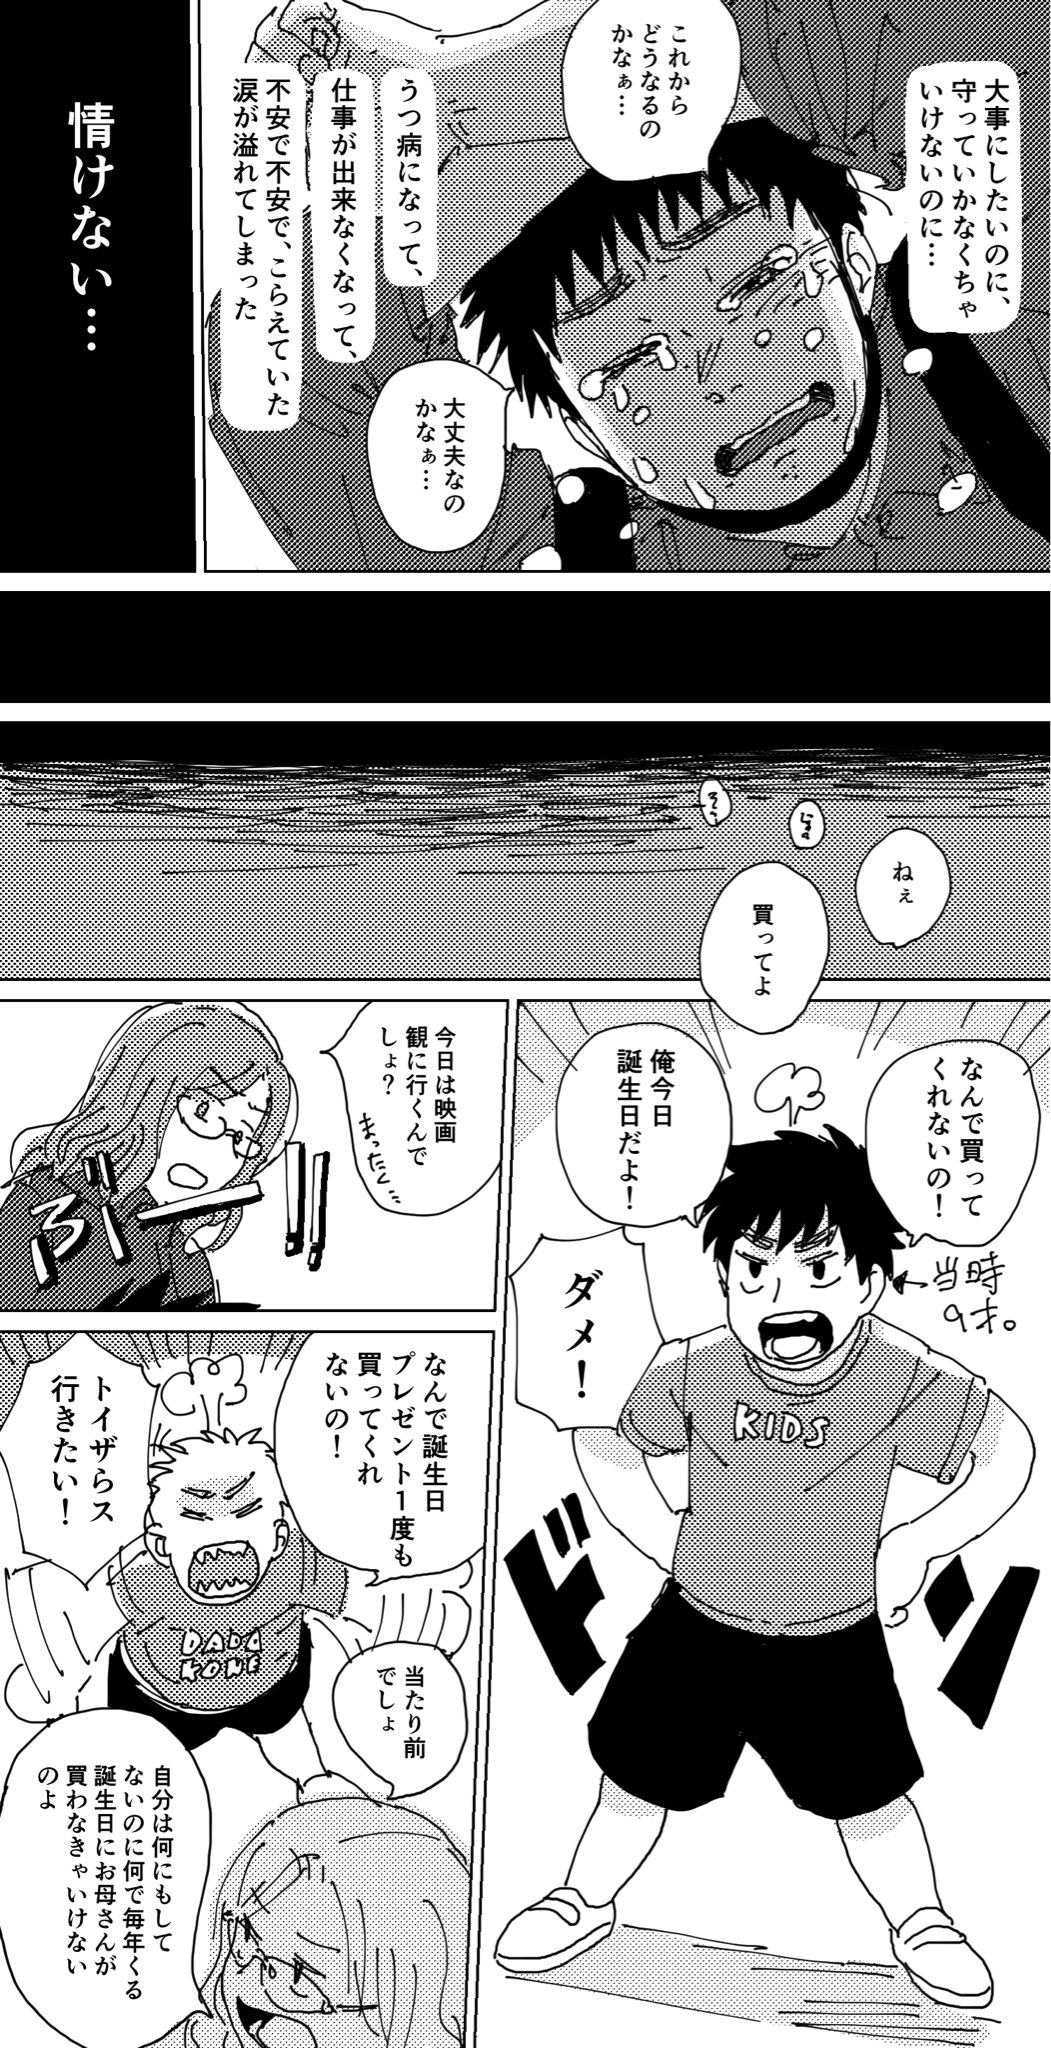 大事にしたいのに、
守っていかなくちゃ
いけないのに…
これから
どうなるの
かなぁ…
うつ病になって、
仕事が出来なくなって、
不安で不安で、こらえていた
涙が溢れてしまった
大丈夫なの
かなぁ…
情けない…
ねぇ
買ってよ
なんで買って
くれないの！
俺今日
誕生日だよ！
当時
9才。
ダメ！
KIDS
ドン
今日は映画
観に行くんで
しょ？
まったく…
ぶー!!
なんで誕生日
プレゼント1度も
買ってくれ
ないの！
トイザらス
行きたい！
DADA
KONE
当たり前
でしょ
自分は何にもして
ないのに何で毎年くる
誕生日にお母さんが
買わなきゃいけない
のよ